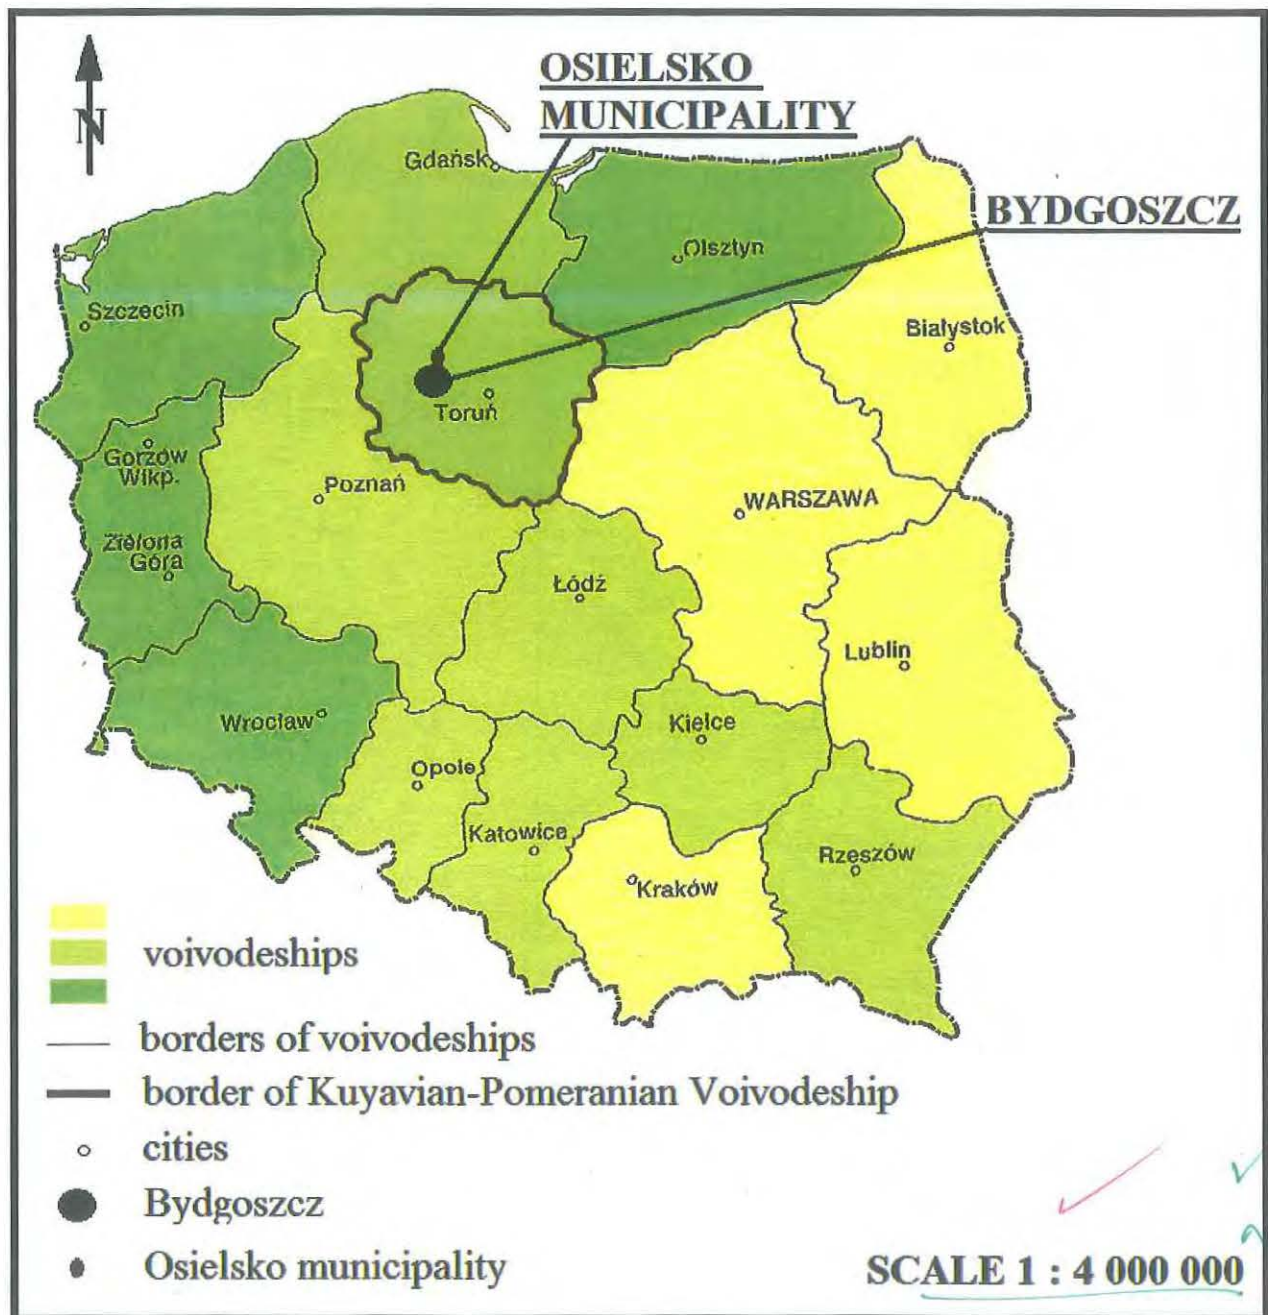 OSIELSKO
MUNICIPALITY
N
Gdańsk
BYDGOSZCZ
Olsztyn
Szczecin
Białystok
Toruń
Gorzów
Wlkp.
Poznań
WARSZAWA
Zielona
Góra
Łódź
Lublin
Wrocław
Kielce
Opole
Katowice
Rzeszów
Kraków
voivodeships
borders of voivodeships
border of Kuyavian-Pomeranian Voivodeship
cities
Bydgoszcz
Osielsko municipality
SCALE 1 : 4 000 000